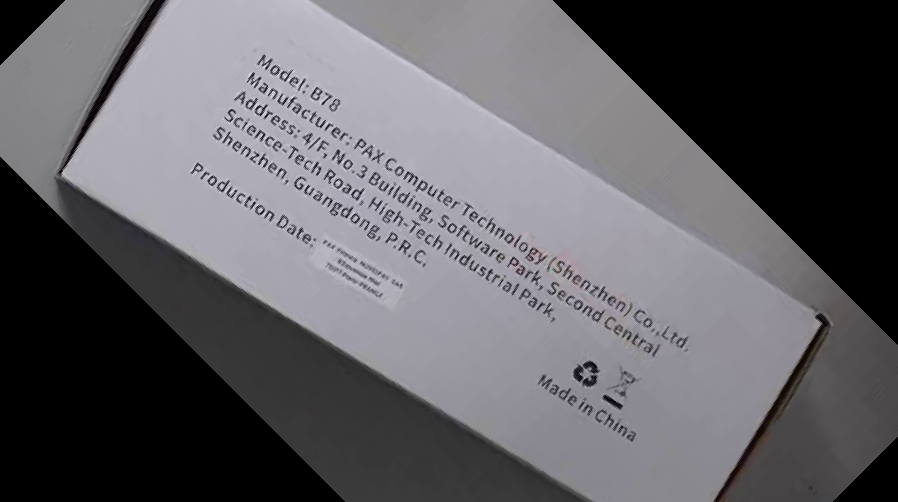 Model: B78
Manufacturer: PAX Computer Technology (Shenzhen) Co.,Ltd.
Address: 4/F, No.3 Building, Software Park, Second Central
Science-Tech Road, High-Tech Industrial Park,
Shenzhen, Guangdong, P.R.C.
Production Date:
Made in China